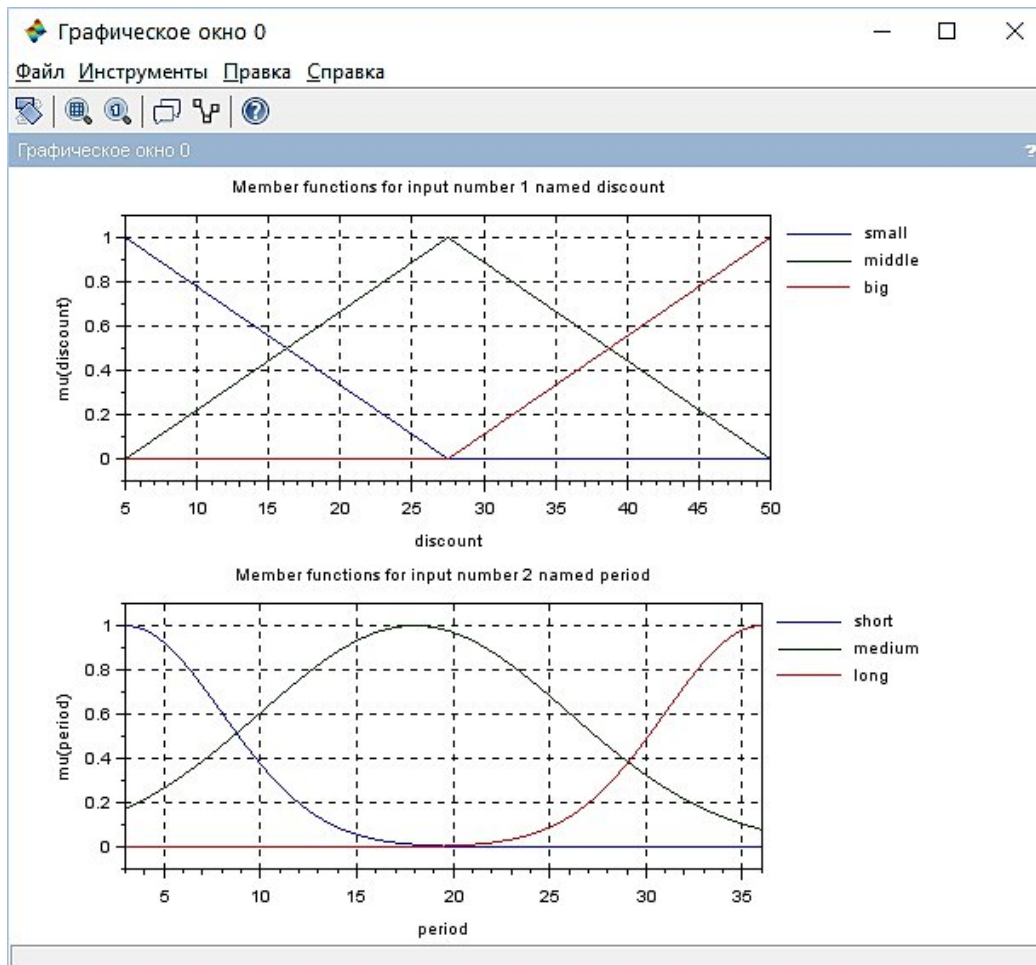 Графическое окно 0
Файл Инструменты Правка Справка
Графическое окно 0
?
Member functions for input number 1 named discount
mu(discount)
1
0.8
0.6
0.4
0.2
0
5 10 15 20 25 30 35 40 45 50
discount
small
middle
big
Member functions for input number 2 named period
mu(period)
1
0.8
0.6
0.4
0.2
0
5 10 15 20 25 30 35
period
short
medium
long